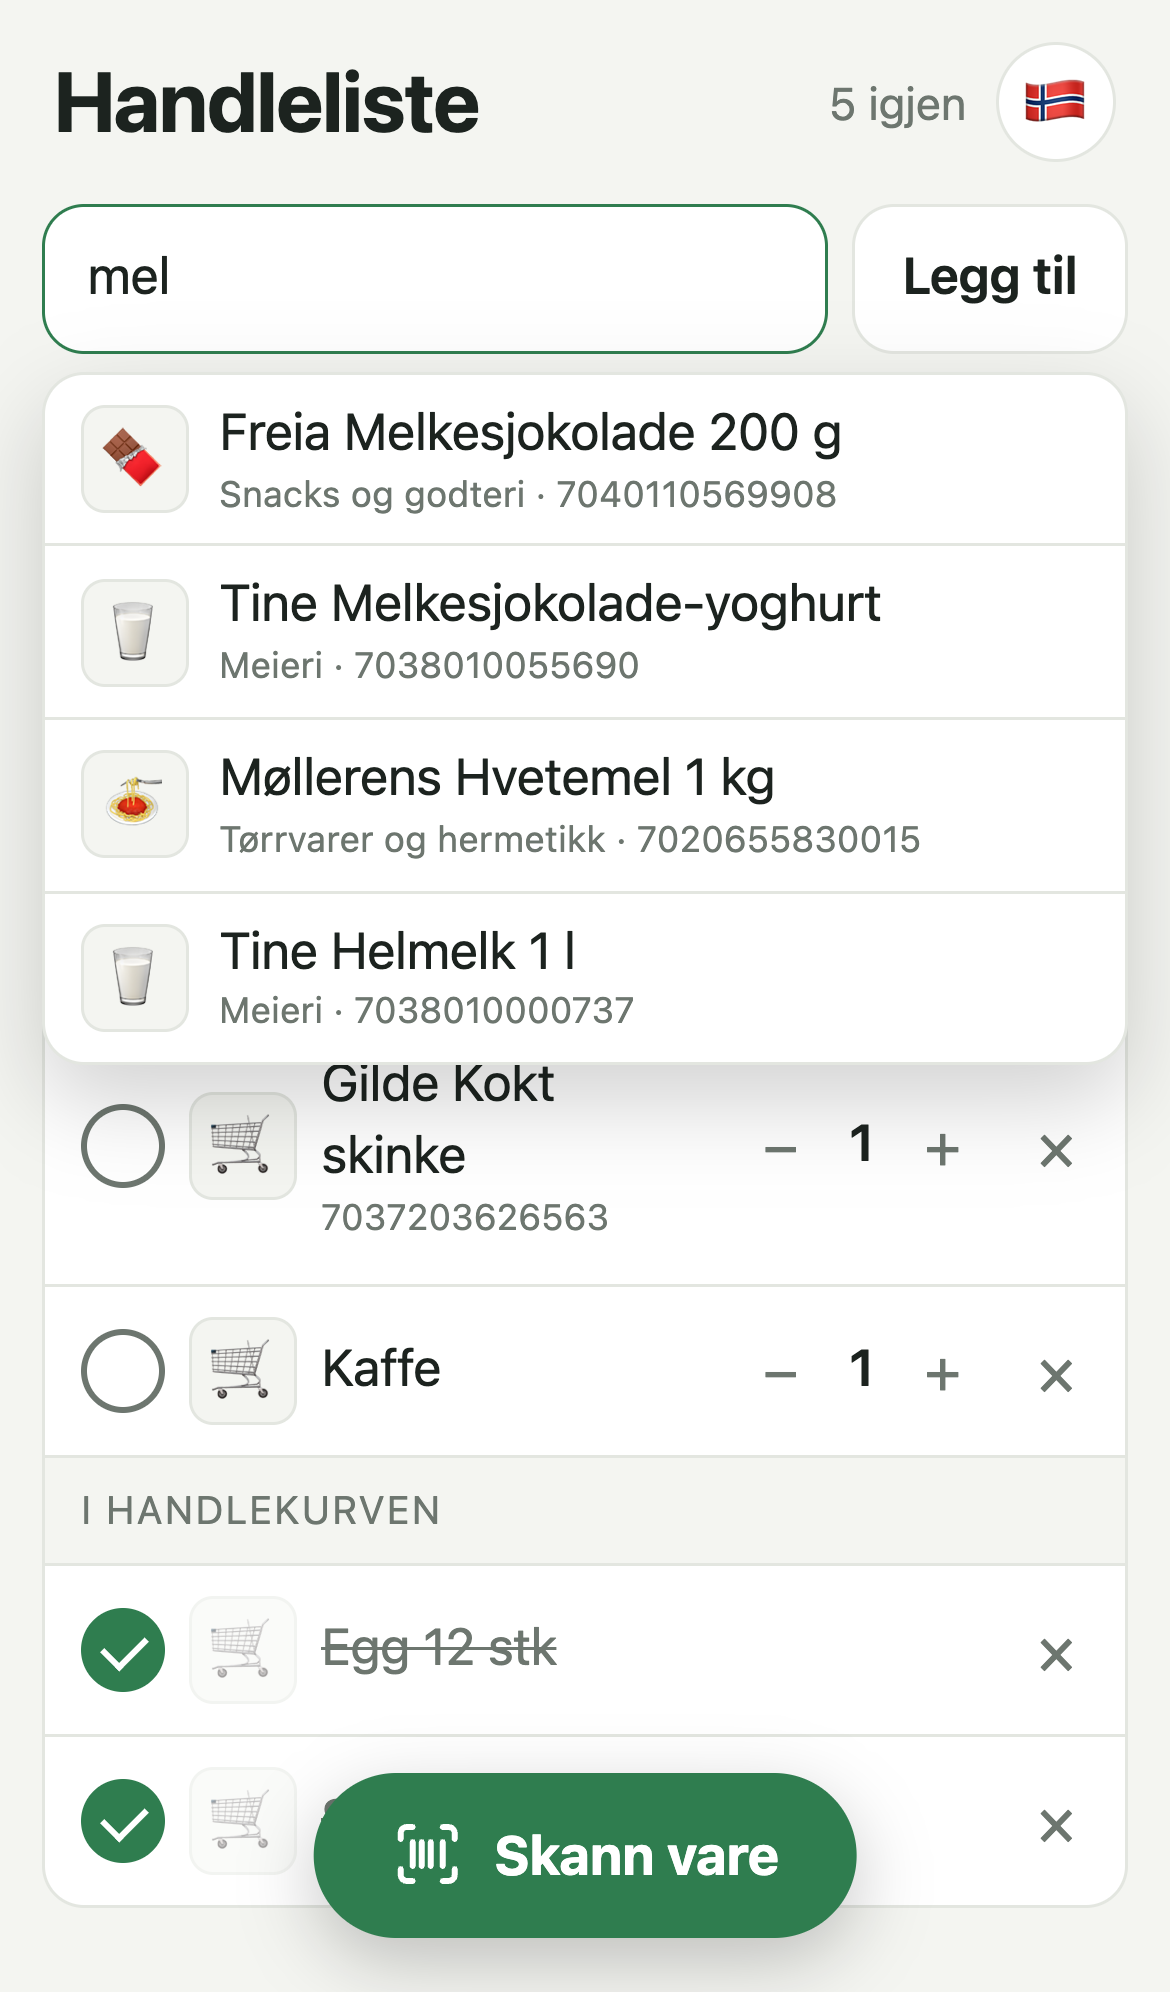 Handleliste
5 igjen
mel
Legg til
Freia Melkesjokolade 200 g
Snacks og godteri · 7040110569908
Tine Melkesjokolade-yoghurt
Meieri · 7038010055690
Møllerens Hvetemel 1 kg
Tørrvarer og hermetikk · 7020655830015
Tine Helmelk 1 l
Meieri · 7038010000737
Gilde Kokt
skinke
7037203626563
− 1 + ×
Kaffe
− 1 + ×
I HANDLEKURVEN
Egg 12 stk
×
×
Skann vare